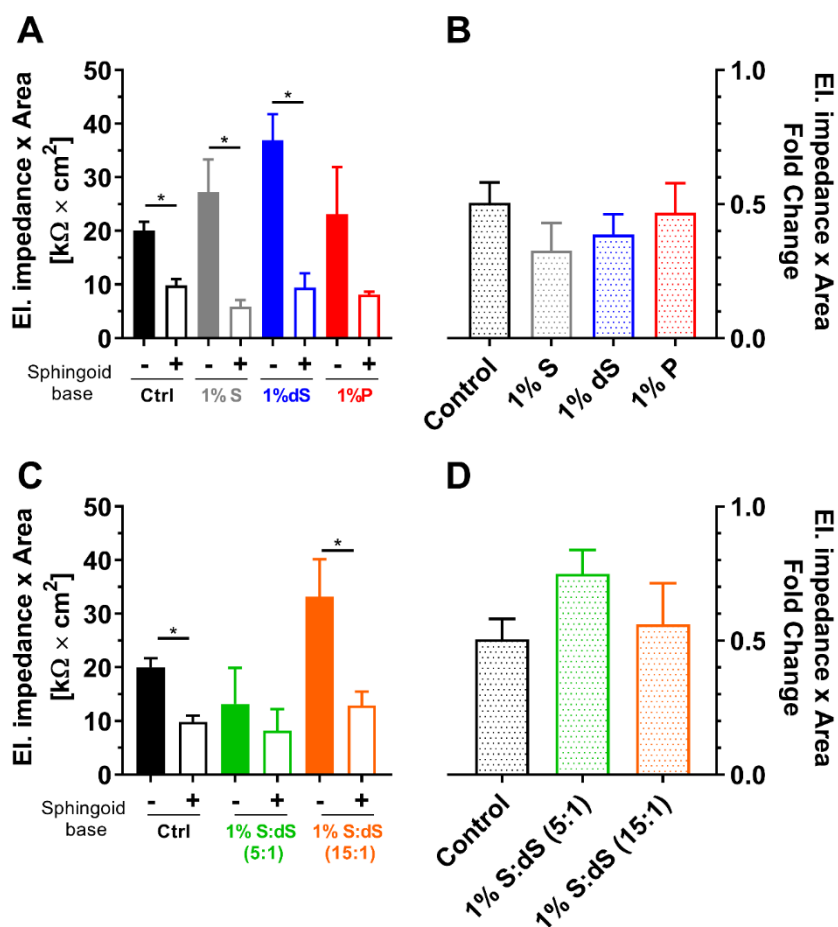 A
El. impedance x Area
[kΩ × cm²]
50
40
30
20
10
0
*
*
*
- + - + - + - +
Sphingoid
base
Ctrl 1% S 1%dS 1%P
B
1.0
0.5
0.0
El. impedance x Area
Fold Change
Control
1% S
1% dS
1% P
C
El. impedance x Area
[kΩ × cm²]
50
40
30
20
10
0
*
*
- + - + - +
Sphingoid
base
Ctrl
1% S:dS
(5:1)
1% S:dS
(15:1)
D
1.0
0.5
0.0
El. impedance x Area
Fold Change
Control
1% S:dS (5:1)
1% S:dS (15:1)